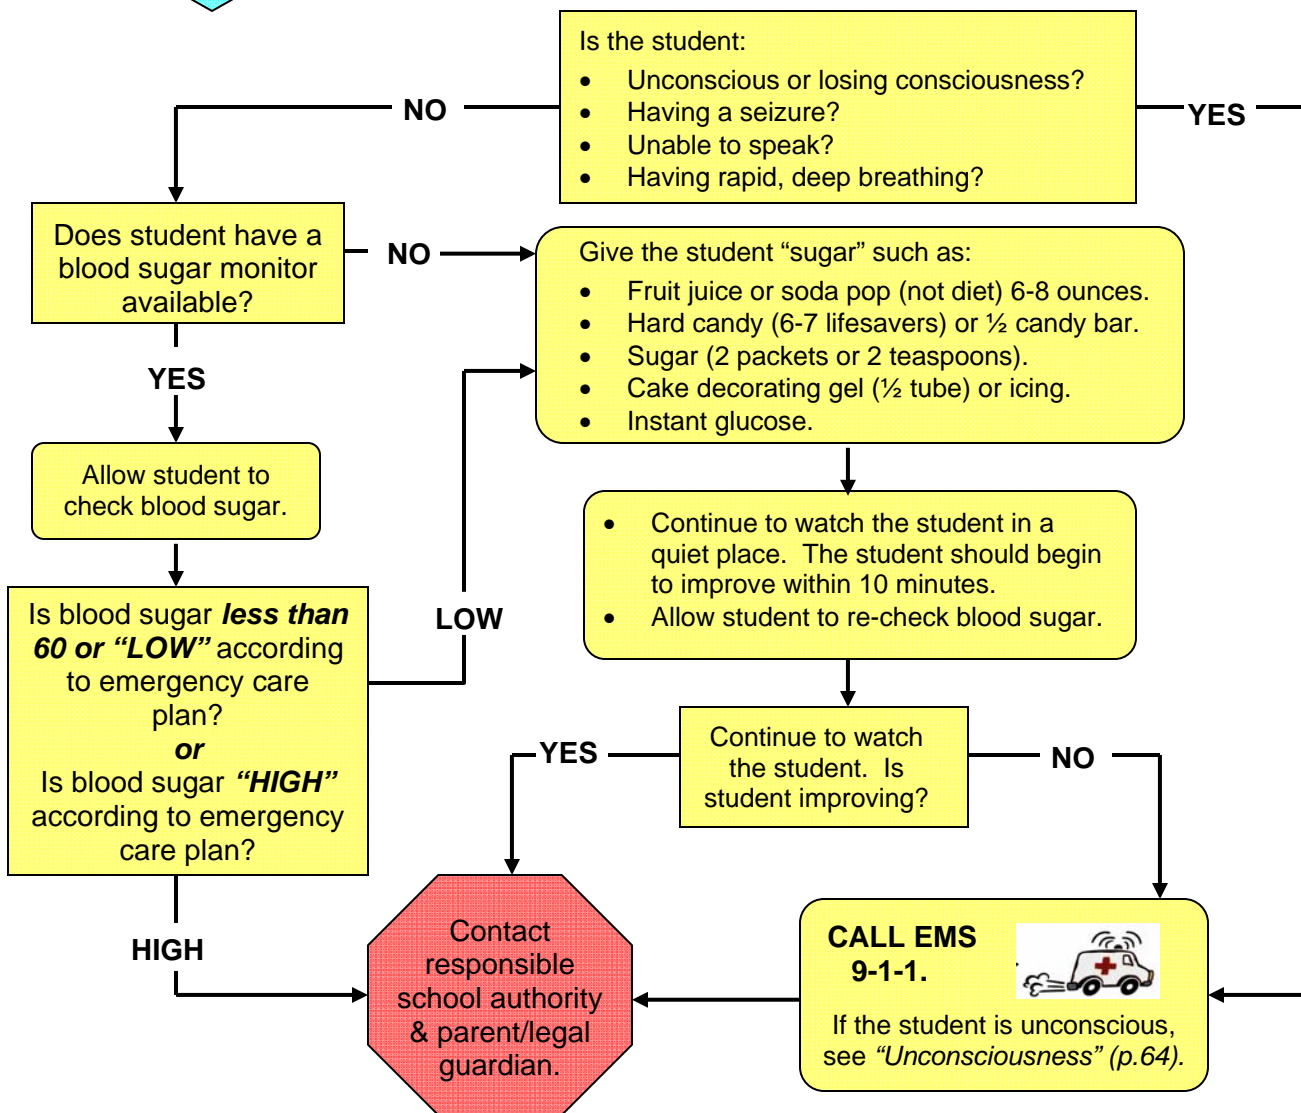 Is the student:
• Unconscious or losing consciousness?
• Having a seizure?
• Unable to speak?
• Having rapid, deep breathing?
NO
YES
Does student have a
blood sugar monitor
available?
NO
Give the student “sugar” such as:
• Fruit juice or soda pop (not diet) 6-8 ounces.
• Hard candy (6-7 lifesavers) or ½ candy bar.
• Sugar (2 packets or 2 teaspoons).
• Cake decorating gel (½ tube) or icing.
• Instant glucose.
YES
Allow student to
check blood sugar.
• Continue to watch the student in a
quiet place. The student should begin
to improve within 10 minutes.
• Allow student to re-check blood sugar.
Is blood sugar less than
60 or “LOW” according
to emergency care
plan?
or
Is blood sugar “HIGH”
according to emergency
care plan?
LOW
Continue to watch
the student. Is
student improving?
YES
NO
HIGH
Contact
responsible
school authority
& parent/legal
guardian.
CALL EMS
9-1-1.
If the student is unconscious,
see “Unconsciousness” (p.64).